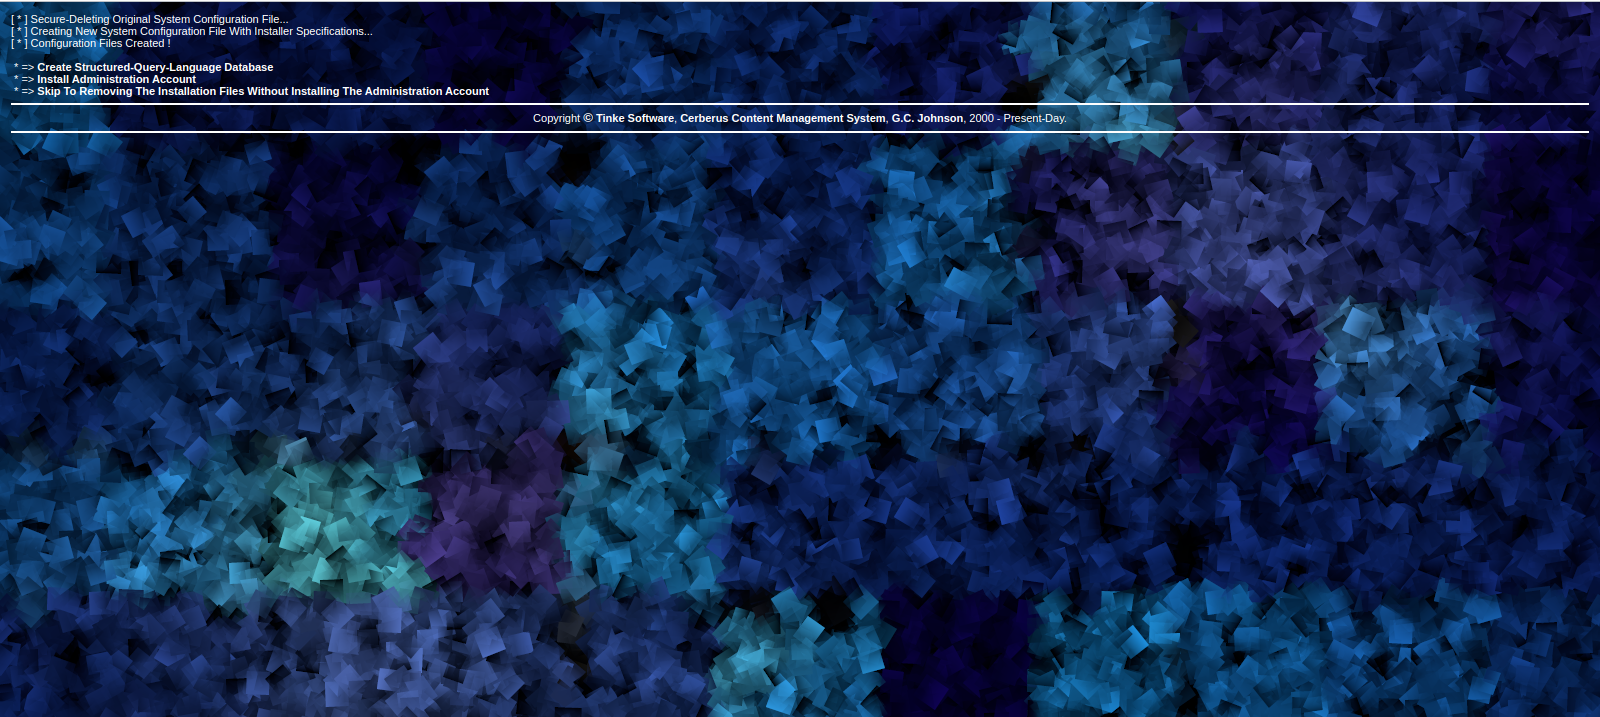 [ * ] Secure-Deleting Original System Configuration File...
[ * ] Creating New System Configuration File With Installer Specifications...
[ * ] Configuration Files Created !
* => Create Structured-Query-Language Database
* => Install Administration Account
* => Skip To Removing The Installation Files Without Installing The Administration Account
Copyright © Tinke Software, Cerberus Content Management System, G.C. Johnson, 2000 - Present-Day.